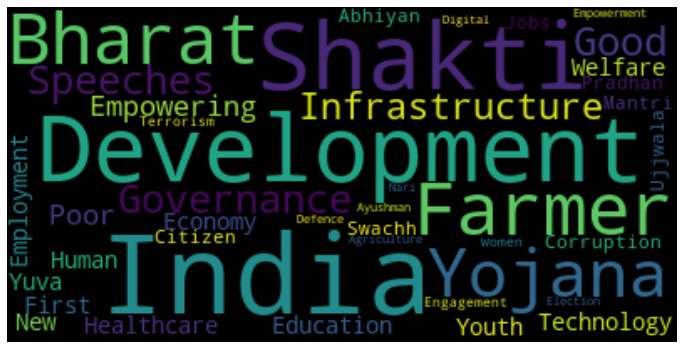 Bharat
Shakti
Abhiyan
Digital
Jobs
Empowerment
Good
Speeches
Welfare
Pradhan
Empowering
Infrastructure
Mantri
Terrorism
Development
Ujjwala
Employment
Governance
Nari
Farmer
Poor
Economy
Defence
Ayushman
Swachh
Citizen
Agriculture
Women
Corruption
India
Yojana
Human
Yuva
First
Engagement
Election
New
Healthcare
Education
Youth
Technology